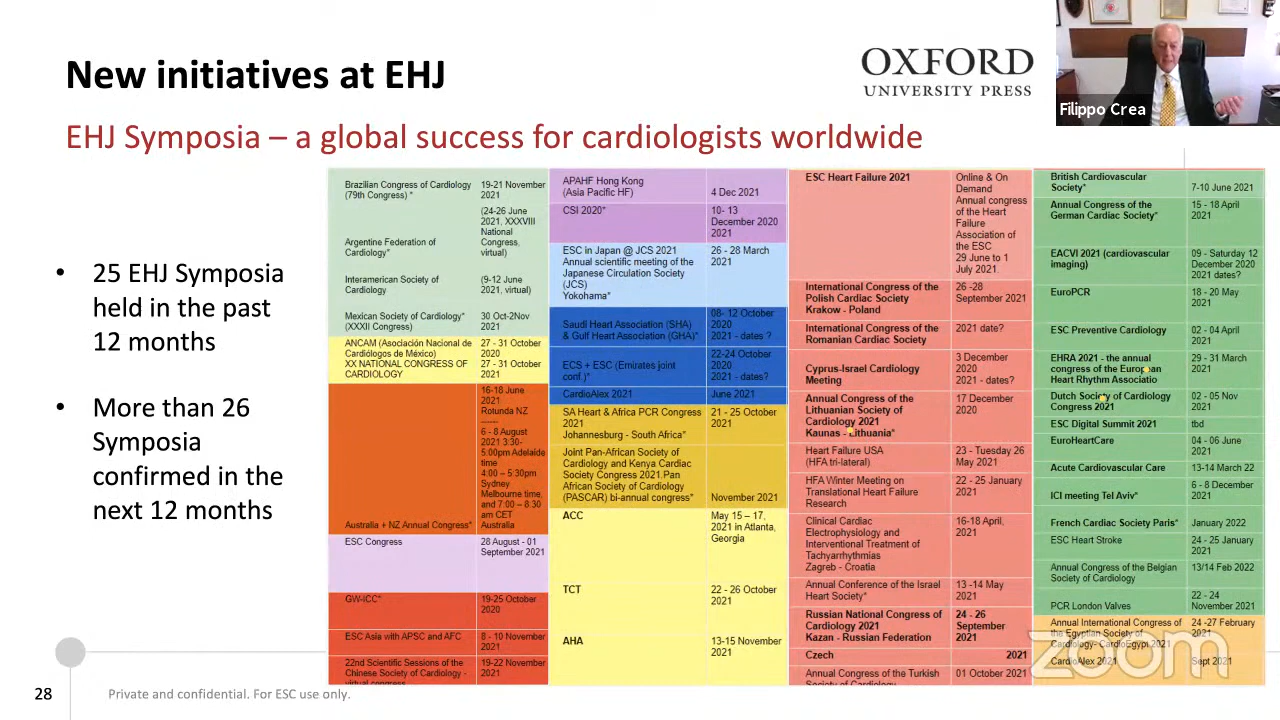 New initiatives at EHJ
OXFORD
UNIVERSITY PRESS
Filippo Crea
EHJ Symposia – a global success for cardiologists worldwide
• 25 EHJ Symposia
held in the past
12 months
• More than 26
Symposia
confirmed in the
next 12 months
Brazilian Congress of Cardiology
(79th Congress) *
19-21 November
2021
Argentine Federation of
Cardiology*
(24-26 June
2021, XXXVIII
National
Congress,
virtual)
Interamerican Society of
Cardiology
(9-12 June
2021, virtual)
Mexican Society of Cardiology*
(XXXII Congress)
30 Oct-2Nov
2021
ANCAM (Asociación Nacional de
Cardiólogos de México)
XX NATIONAL CONGRESS OF
CARDIOLOGY
27 - 31 October
2020
27 - 31 October
2021
Australia + NZ Annual Congress*
16-18 June
2021
Rotunda NZ
------
6 - 8 August
2021 3:30-
5:00pm Adelaide
time
4:00 – 5:30pm
Sydney
Melbourne time,
and 7:00 – 8:30
am CET
Australia
ESC Congress
28 August - 01
September 2021
GW-ICC*
19-25 October
2020
ESC Asia with APSC and AFC
8 - 10 November
2021
22nd Scientific Sessions of the
Chinese Society of Cardiology -
virtual congress
19-22 November
2021
APAHF Hong Kong
(Asia Pacific HF)
4 Dec 2021
CSI 2020*
10- 13
December 2020
2021
ESC in Japan @ JCS 2021
Annual scientific meeting of the
Japanese Circulation Society
(JCS)
Yokohama*
26 - 28 March
2021
Saudi Heart Association (SHA)
& Gulf Heart Association (GHA)*
08- 12 October
2020
2021 - dates ?
ECS + ESC (Emirates joint
conf.)*
22-24 October
2020
2021 - dates?
CardioAlex 2021
June 2021
SA Heart & Africa PCR Congress
2021
Johannesburg - South Africa*
21 - 25 October
2021
Joint Pan-African Society of
Cardiology and Kenya Cardiac
Society Congress 2021.Pan
African Society of Cardiology
(PASCAR) bi-annual congress*
November 2021
ACC
May 15 – 17,
2021 in Atlanta,
Georgia
TCT
22 - 26 October
2021
AHA
13-15 November
2021
ESC Heart Failure 2021
Online & On
Demand
Annual congress
of the Heart
Failure
Association of
the ESC
29 June to 1
July 2021
International Congress of the
Polish Cardiac Society
Krakow - Poland
26 -28
September 2021
International Congress of the
Romanian Cardiac Society
2021 date?
Cyprus-Israel Cardiology
Meeting
3 December
2020
2021 - dates?
Annual Congress of the
Lithuanian Society of
Cardiology 2021
Kaunas - Lithuania*
17 December
2020
Heart Failure USA
(HFA tri-lateral)
23 - Tuesday 26
May 2021
HFA Winter Meeting on
Translational Heart Failure
Research
22 - 25 January
2021
Clinical Cardiac
Electrophysiology and
Interventional Treatment of
Tachyarrhythmias
Zagreb - Croatia
16-18 April,
2021
Annual Conference of the Israel
Heart Society*
13 -14 May
2021
Russian National Congress of
Cardiology 2021
Kazan - Russian Federation
24 - 26
September
2021
Czech
2021
Annual Congress of the Turkish
Society of Cardiology
01 October 2021
British Cardiovascular
Society*
7-10 June 2021
Annual Congress of the
German Cardiac Society*
15 - 18 April
2021
EACVI 2021 (cardiovascular
imaging)
09 - Saturday 12
December 2020
2021 dates?
EuroPCR
18 - 20 May
2021
ESC Preventive Cardiology
02 - 04 April
2021
EHRA 2021 - the annual
congress of the European
Heart Rhythm Associatio
29 - 31 March
2021
Dutch Society of Cardiology
Congress 2021
02 - 05 Nov
2021
ESC Digital Summit 2021
tbd
EuroHeartCare
04 - 06 June
2021
Acute Cardiovascular Care
13-14 March 22
ICI meeting Tel Aviv*
6 - 8 December
2021
French Cardiac Society Paris*
January 2022
ESC Heart Stroke
24 - 25 January
2021
Annual Congress of the Belgian
Society of Cardiology
13/14 Feb 2022
PCR London Valves
22 - 24
November 2021
Annual International Congress of
the Egyptian Society of
Cardiology- CardioEgypt 2021
24 -27 February
2021
CardioAlex 2021
Sept 2021
zoom
28
Private and confidential. For ESC use only.